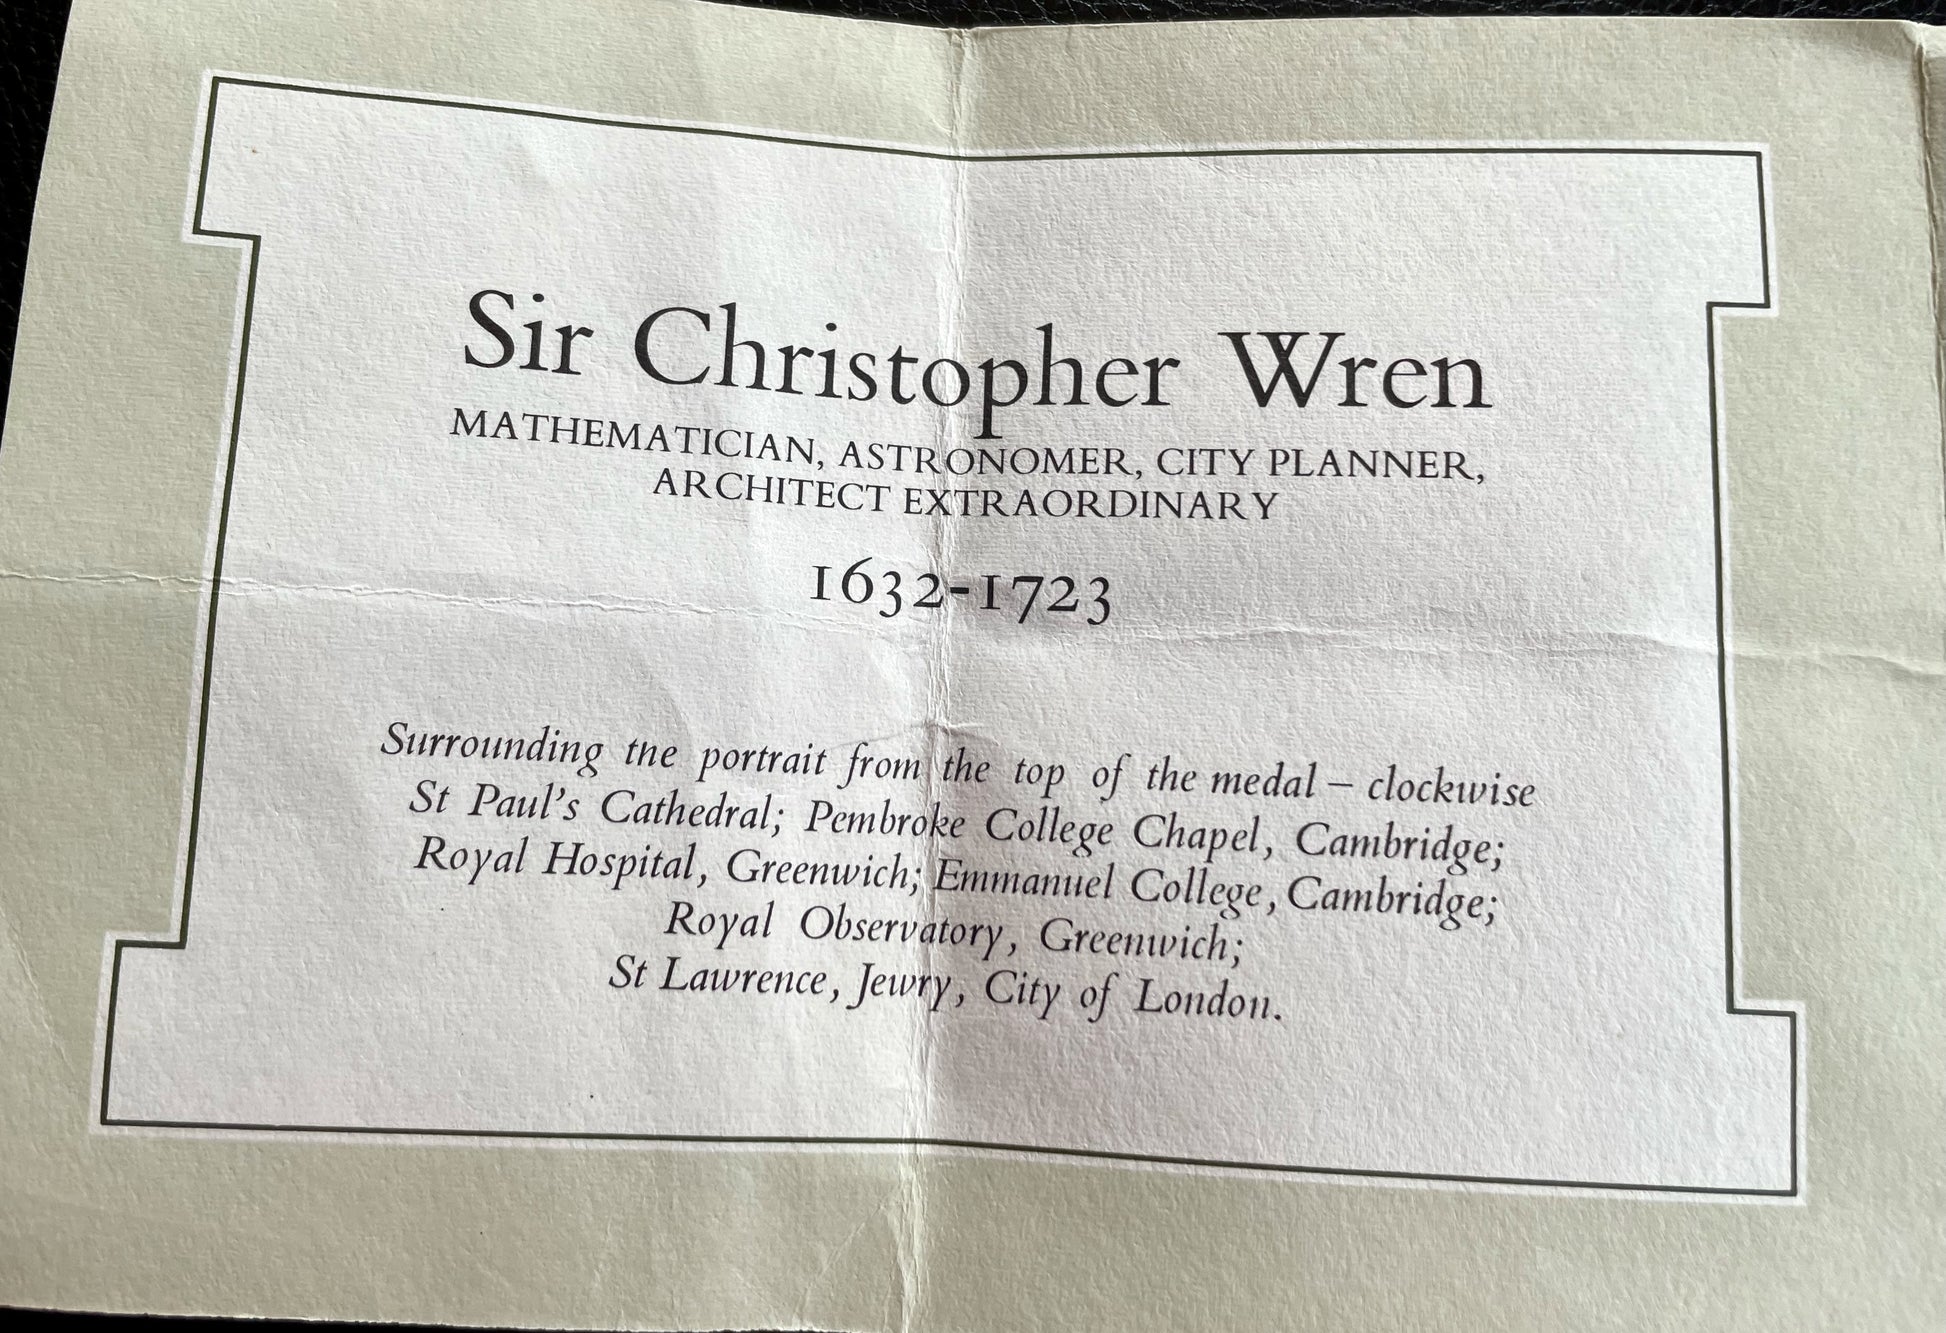 Sir Christopher Wren
MATHEMATICIAN, ASTRONOMER, CITY PLANNER,
ARCHITECT EXTRAORDINARY
1632-1723
Surrounding the portrait from the top of the medal – clockwise
St Paul's Cathedral; Pembroke College Chapel, Cambridge;
Royal Hospital, Greenwich; Emmanuel College, Cambridge;
Royal Observatory, Greenwich;
St Lawrence, Jewry, City of London.